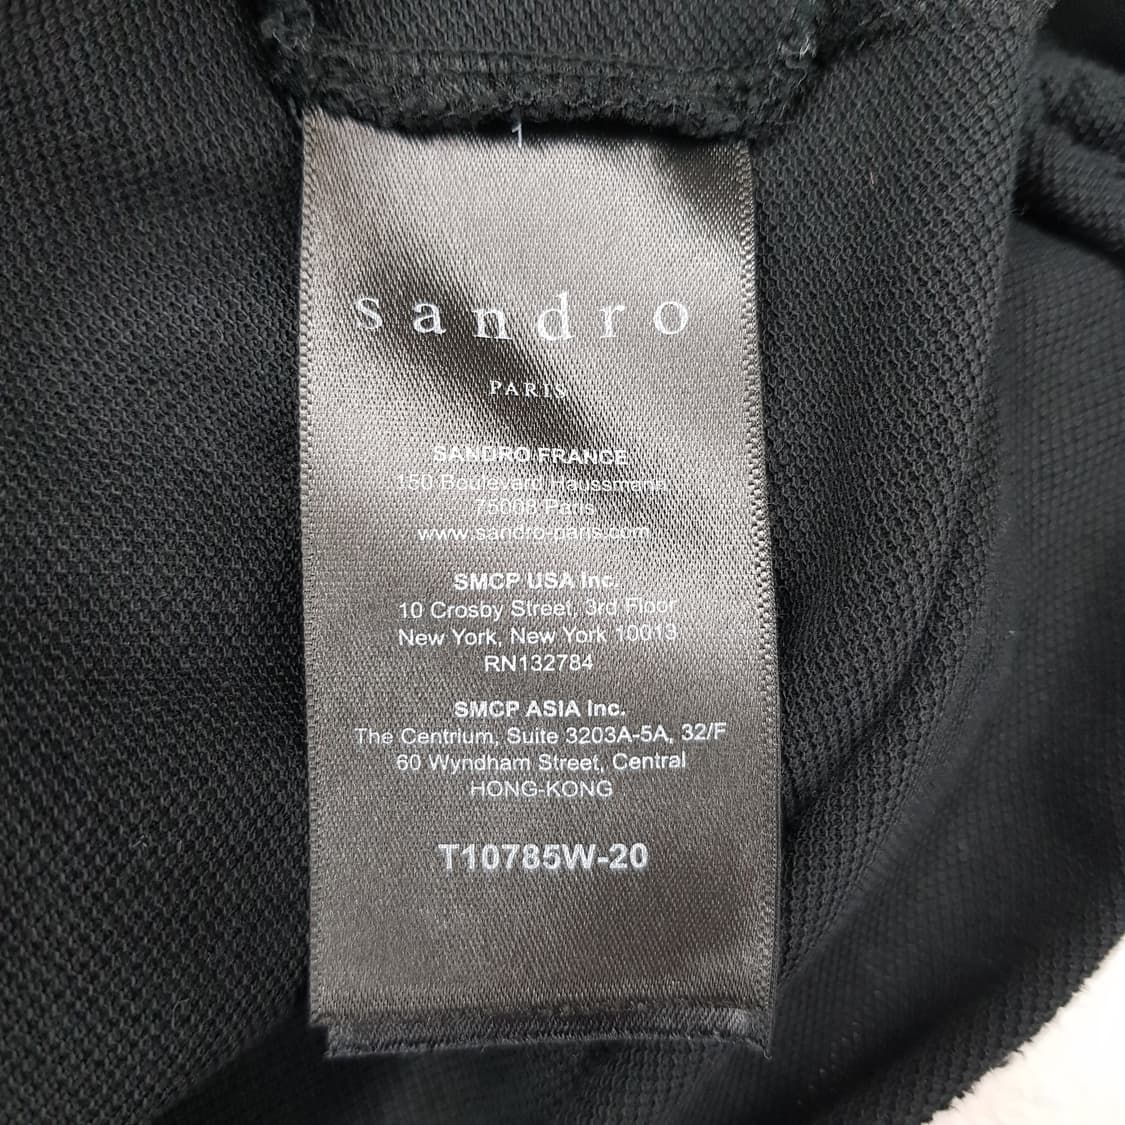 sandro
PARIS
SANDRO FRANCE
150 Boulevard Haussmann
75008 Paris
www.sandro-paris.com
SMCP USA Inc.
10 Crosby Street, 3rd Floor
New York, New York 10013
RN132784
SMCP ASIA Inc.
The Centrium, Suite 3203A-5A, 32/F
60 Wyndham Street, Central
HONG-KONG
T10785W-20